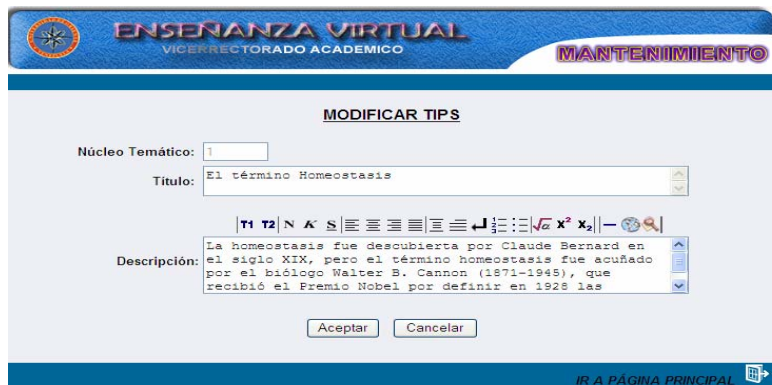 ENSEÑANZA VIRTUAL
VICERRECTORADO ACADEMICO
MANTENIMIENTO
MODIFICAR TIPS
Núcleo Temático: 1
Título: El término Homeostasis
T1 T2 N K S √α x² x₂
Descripción: La homeostasis fue descubierta por Claude Bernard en
el siglo XIX, pero el término homeostasis fue acuñado
por el biólogo Walter B. Cannon (1871-1945), que
recibió el Premio Nobel por definir en 1928 las
Aceptar Cancelar
IR A PÁGINA PRINCIPAL